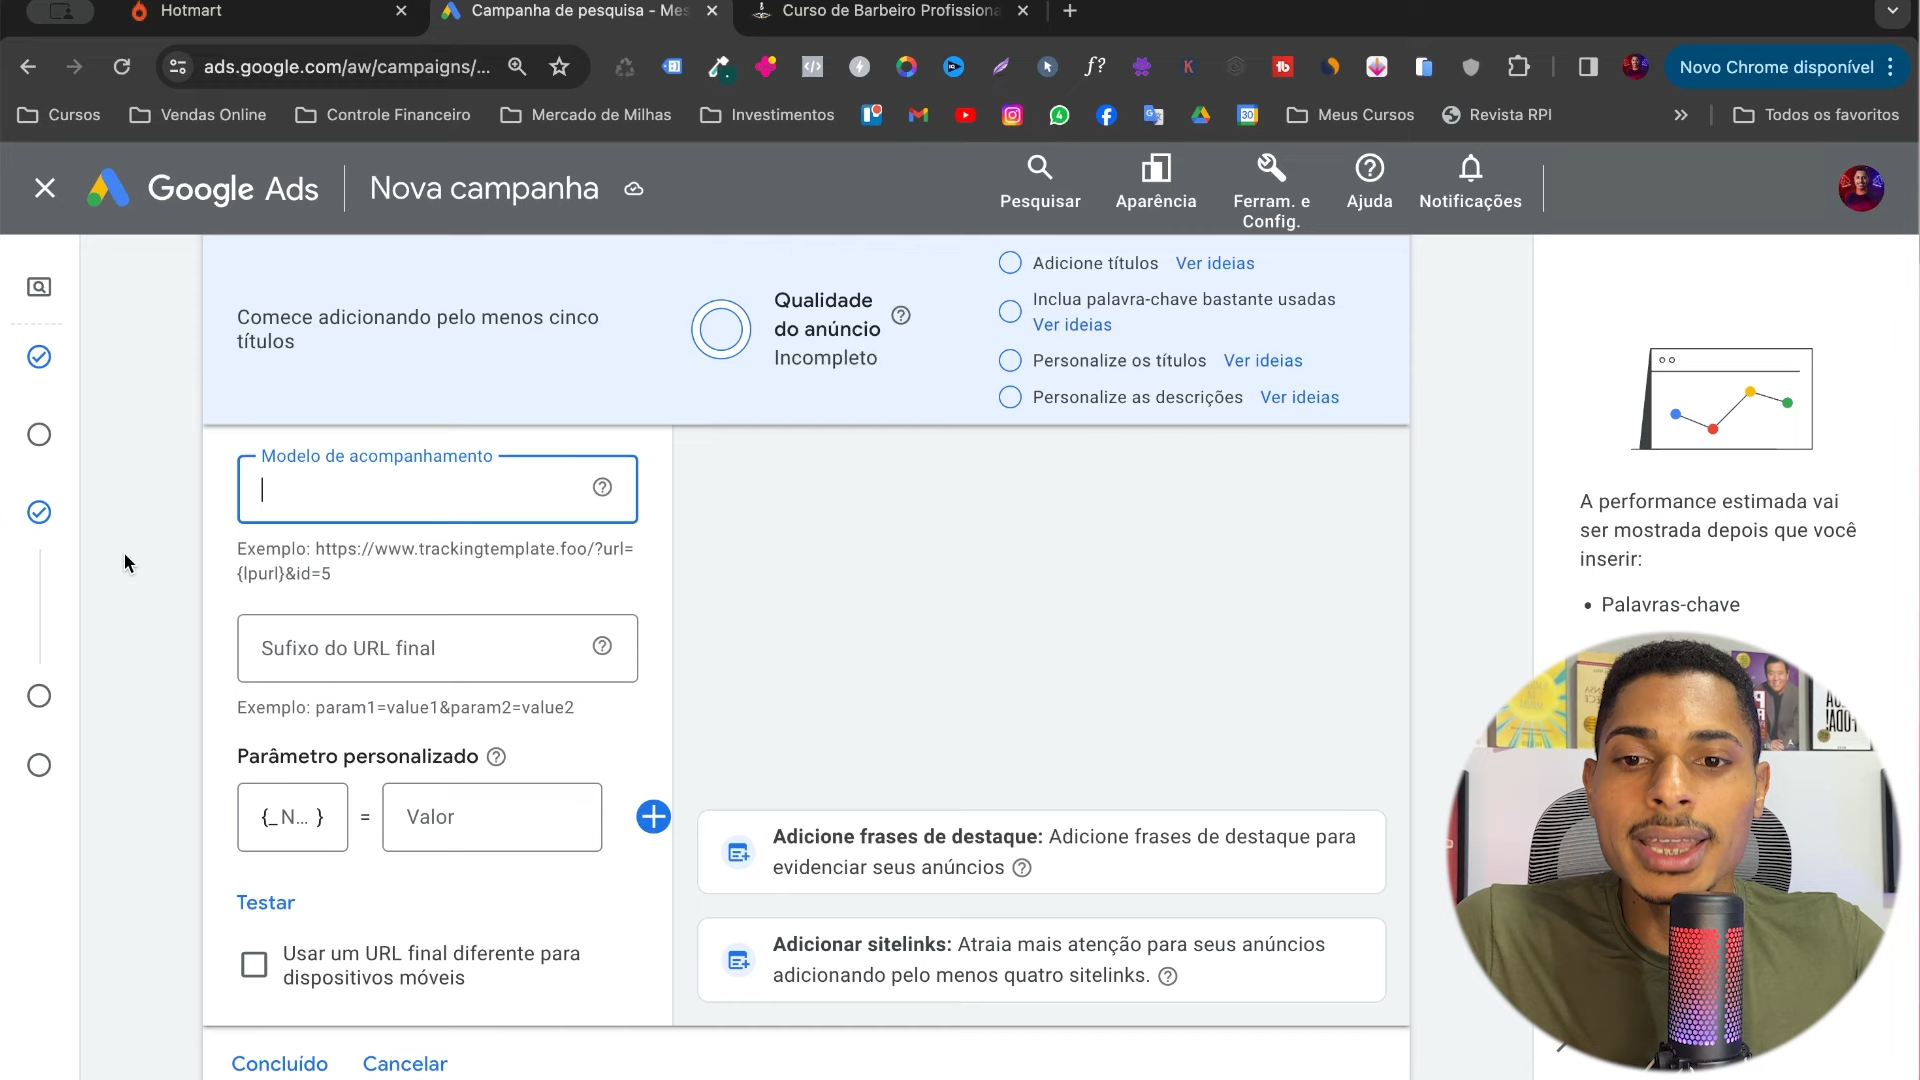 Hotmart
Campanha de pesquisa - Mes
Curso de Barbeiro Profissiona
ads.google.com/aw/campaigns/...
f?
Novo Chrome disponível
Cursos
Vendas Online
Controle Financeiro
Mercado de Milhas
Investimentos
30
Meus Cursos
Revista RPI
Todos os favoritos
Google Ads
Nova campanha
Pesquisar
Aparência
Ferram. e
Config.
Ajuda
Notificações
Comece adicionando pelo menos cinco
títulos
Qualidade
do anúncio
Incompleto
Adicione títulos Ver ideias
Inclua palavra-chave bastante usadas
Ver ideias
Personalize os títulos Ver ideias
Personalize as descrições Ver ideias
Modelo de acompanhamento
Exemplo: https://www.trackingtemplate.foo/?url=
{lpurl}&id=5
Sufixo do URL final
Exemplo: param1=value1&param2=value2
Parâmetro personalizado
{_ N... } = Valor
Testar
Usar um URL final diferente para
dispositivos móveis
Concluído Cancelar
Adicione frases de destaque: Adicione frases de destaque para
evidenciar seus anúncios
Adicionar sitelinks: Atraia mais atenção para seus anúncios
adicionando pelo menos quatro sitelinks.
A performance estimada vai
ser mostrada depois que você
inserir:
• Palavras-chave